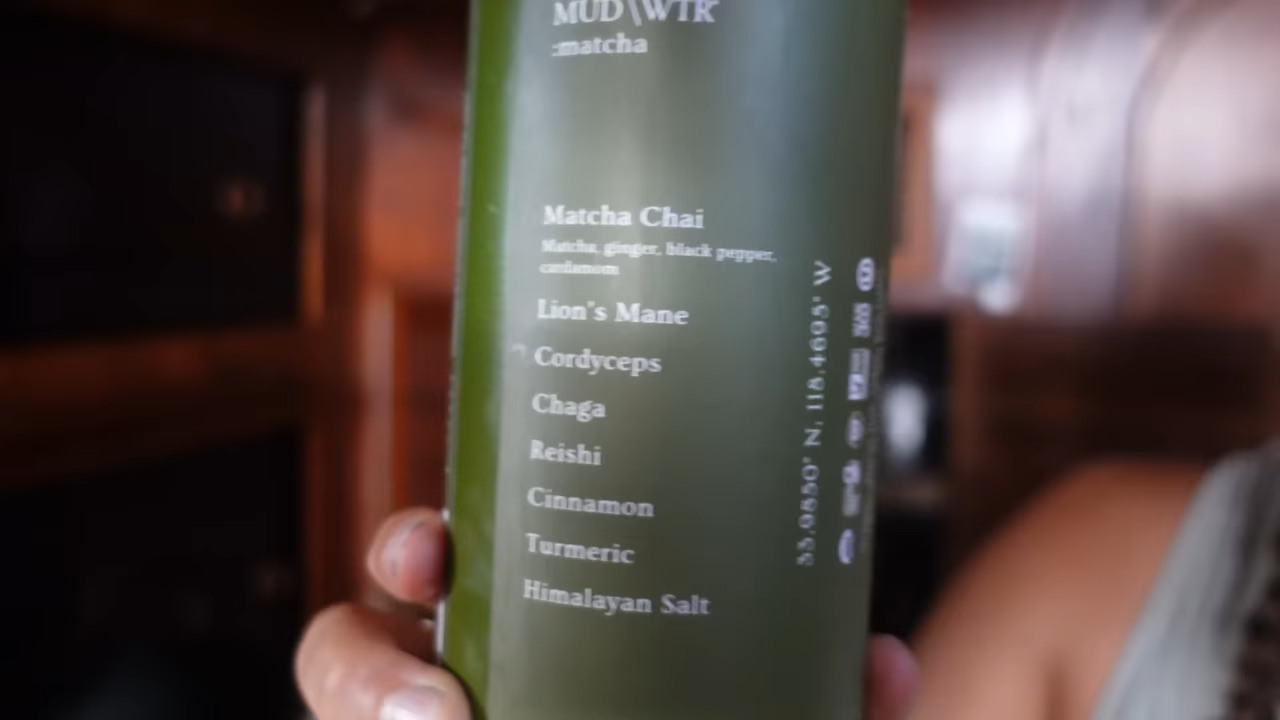 MUD\WTR
:matcha
Matcha Chai
Matcha, ginger, black pepper,
cardamom
Lion's Mane
Cordyceps
Chaga
Reishi
Cinnamon
Turmeric
Himalayan Salt
33.9850° N, 118.4695° W